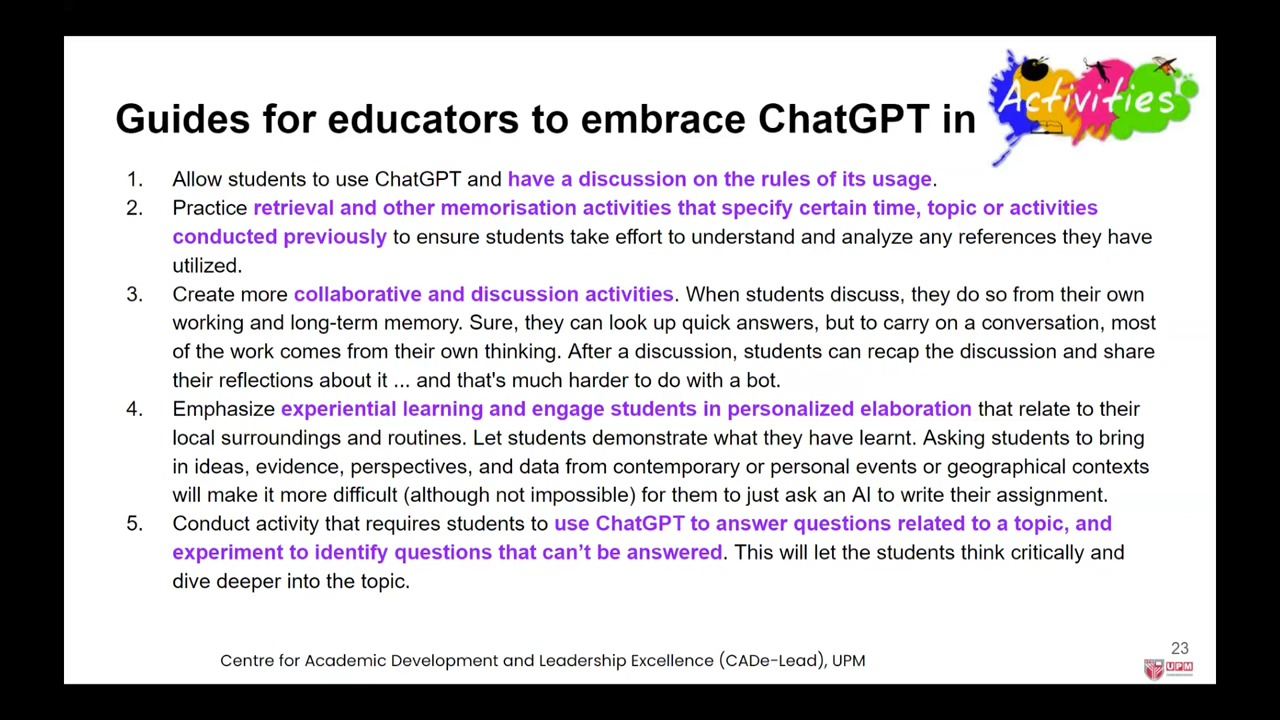 Guides for educators to embrace ChatGPT in Activities
1. Allow students to use ChatGPT and have a discussion on the rules of its usage.
2. Practice retrieval and other memorisation activities that specify certain time, topic or activities
conducted previously to ensure students take effort to understand and analyze any references they have
utilized.
3. Create more collaborative and discussion activities. When students discuss, they do so from their own
working and long-term memory. Sure, they can look up quick answers, but to carry on a conversation, most
of the work comes from their own thinking. After a discussion, students can recap the discussion and share
their reflections about it ... and that's much harder to do with a bot.
4. Emphasize experiential learning and engage students in personalized elaboration that relate to their
local surroundings and routines. Let students demonstrate what they have learnt. Asking students to bring
in ideas, evidence, perspectives, and data from contemporary or personal events or geographical contexts
will make it more difficult (although not impossible) for them to just ask an AI to write their assignment.
5. Conduct activity that requires students to use ChatGPT to answer questions related to a topic, and
experiment to identify questions that can’t be answered. This will let the students think critically and
dive deeper into the topic.
Centre for Academic Development and Leadership Excellence (CADe-Lead), UPM
23
UPM